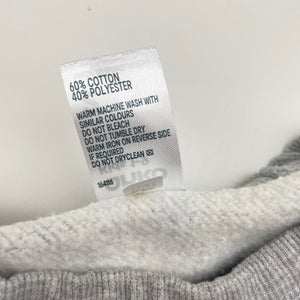 60% COTTON
40% POLYESTER
WARM MACHINE WASH WITH
SIMILAR COLOURS
DO NOT BLEACH
DO NOT TUMBLE DRY
WARM IRON ON REVERSE SIDE
IF REQUIRED
DO NOT DRYCLEAN